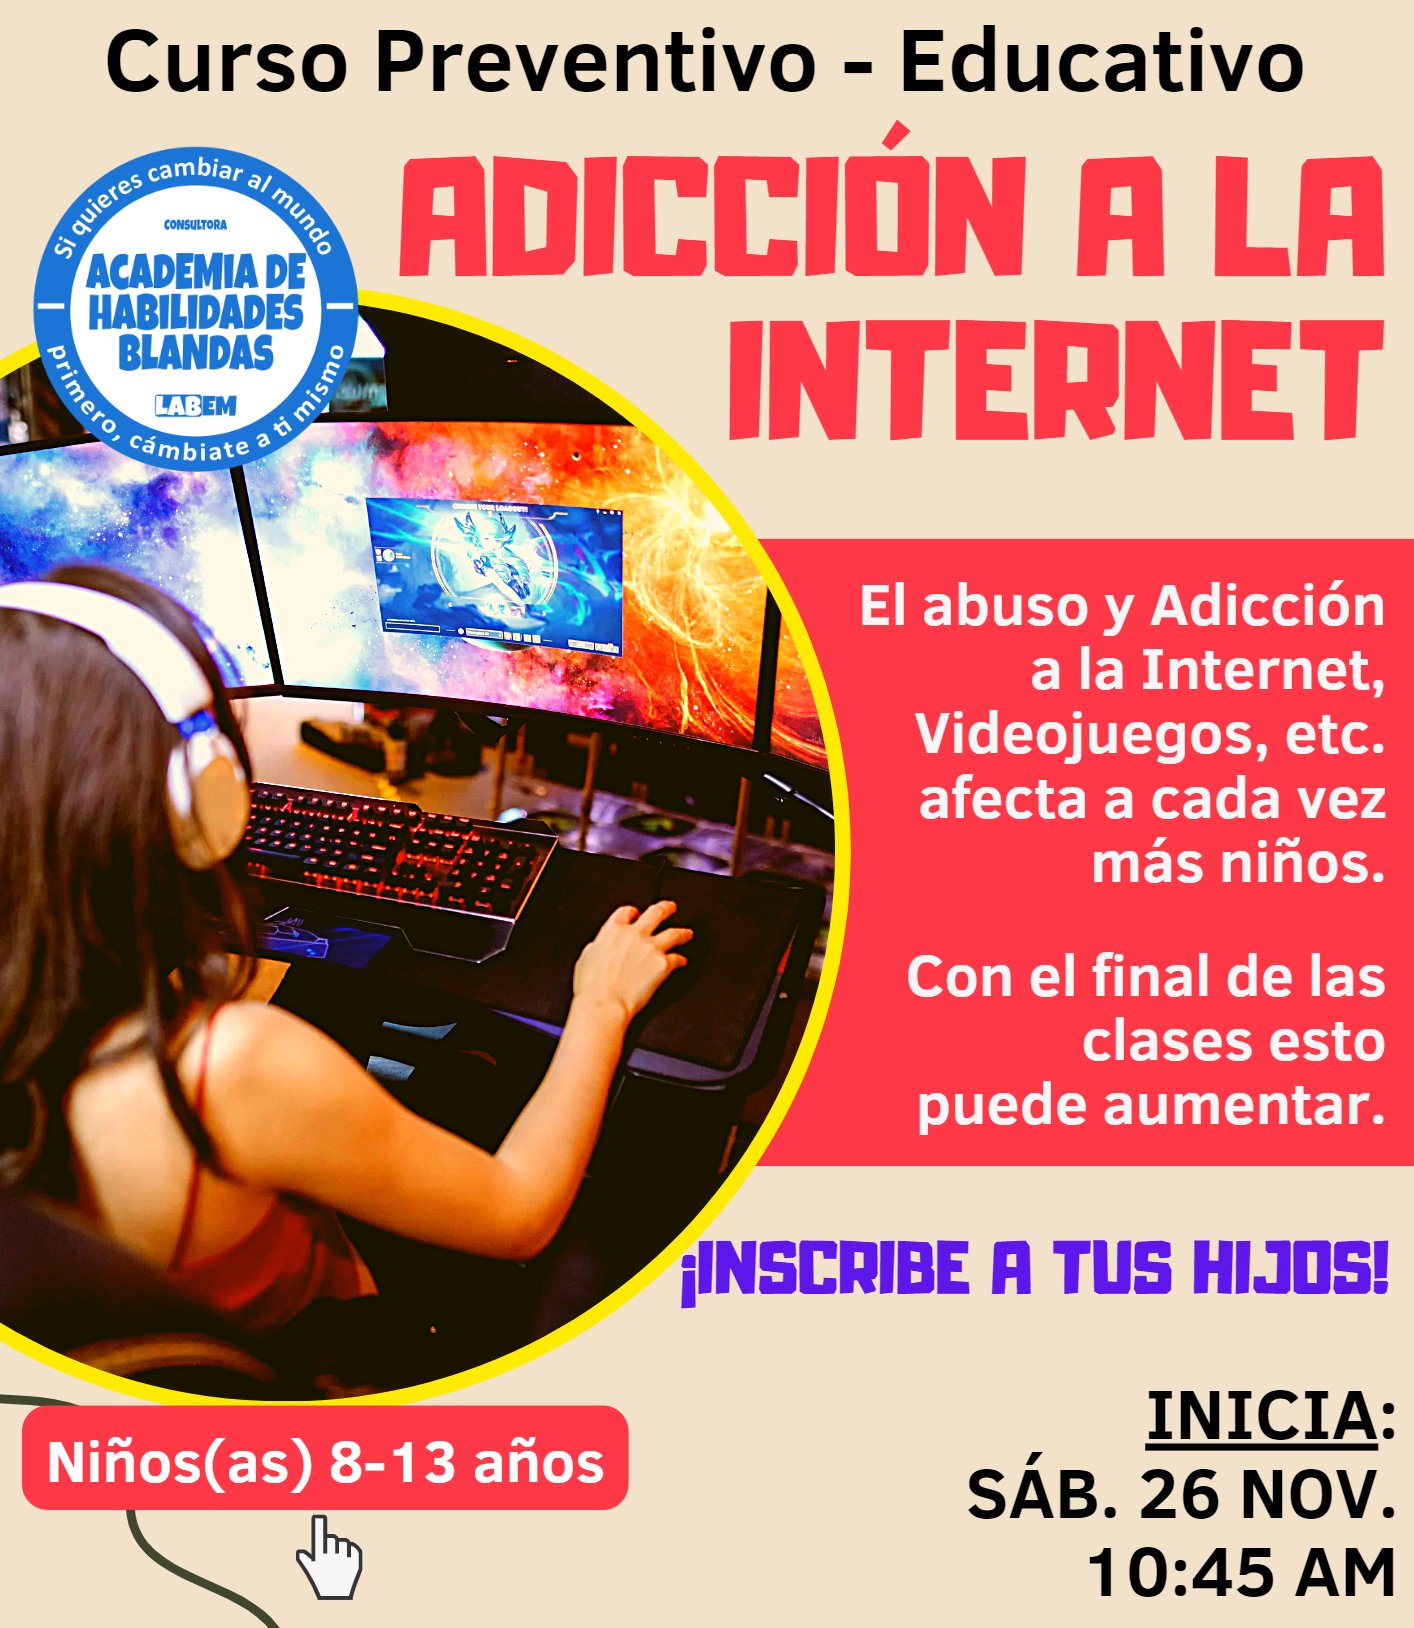 Curso Preventivo - Educativo
ADICCIÓN A LA
INTERNET
Si quieres cambiar al mundo
CONSULTORA
ACADEMIA DE
HABILIDADES
BLANDAS
LABEM
primero, cámbiate a ti mismo
CHOOSE YOUR LOADOUT!
El abuso y Adicción
a la Internet,
Videojuegos, etc.
afecta a cada vez
más niños.
Con el final de las
clases esto
puede aumentar.
¡INSCRIBE A TUS HIJOS!
Niños(as) 8-13 años
INICIA:
SÁB. 26 NOV.
10:45 AM